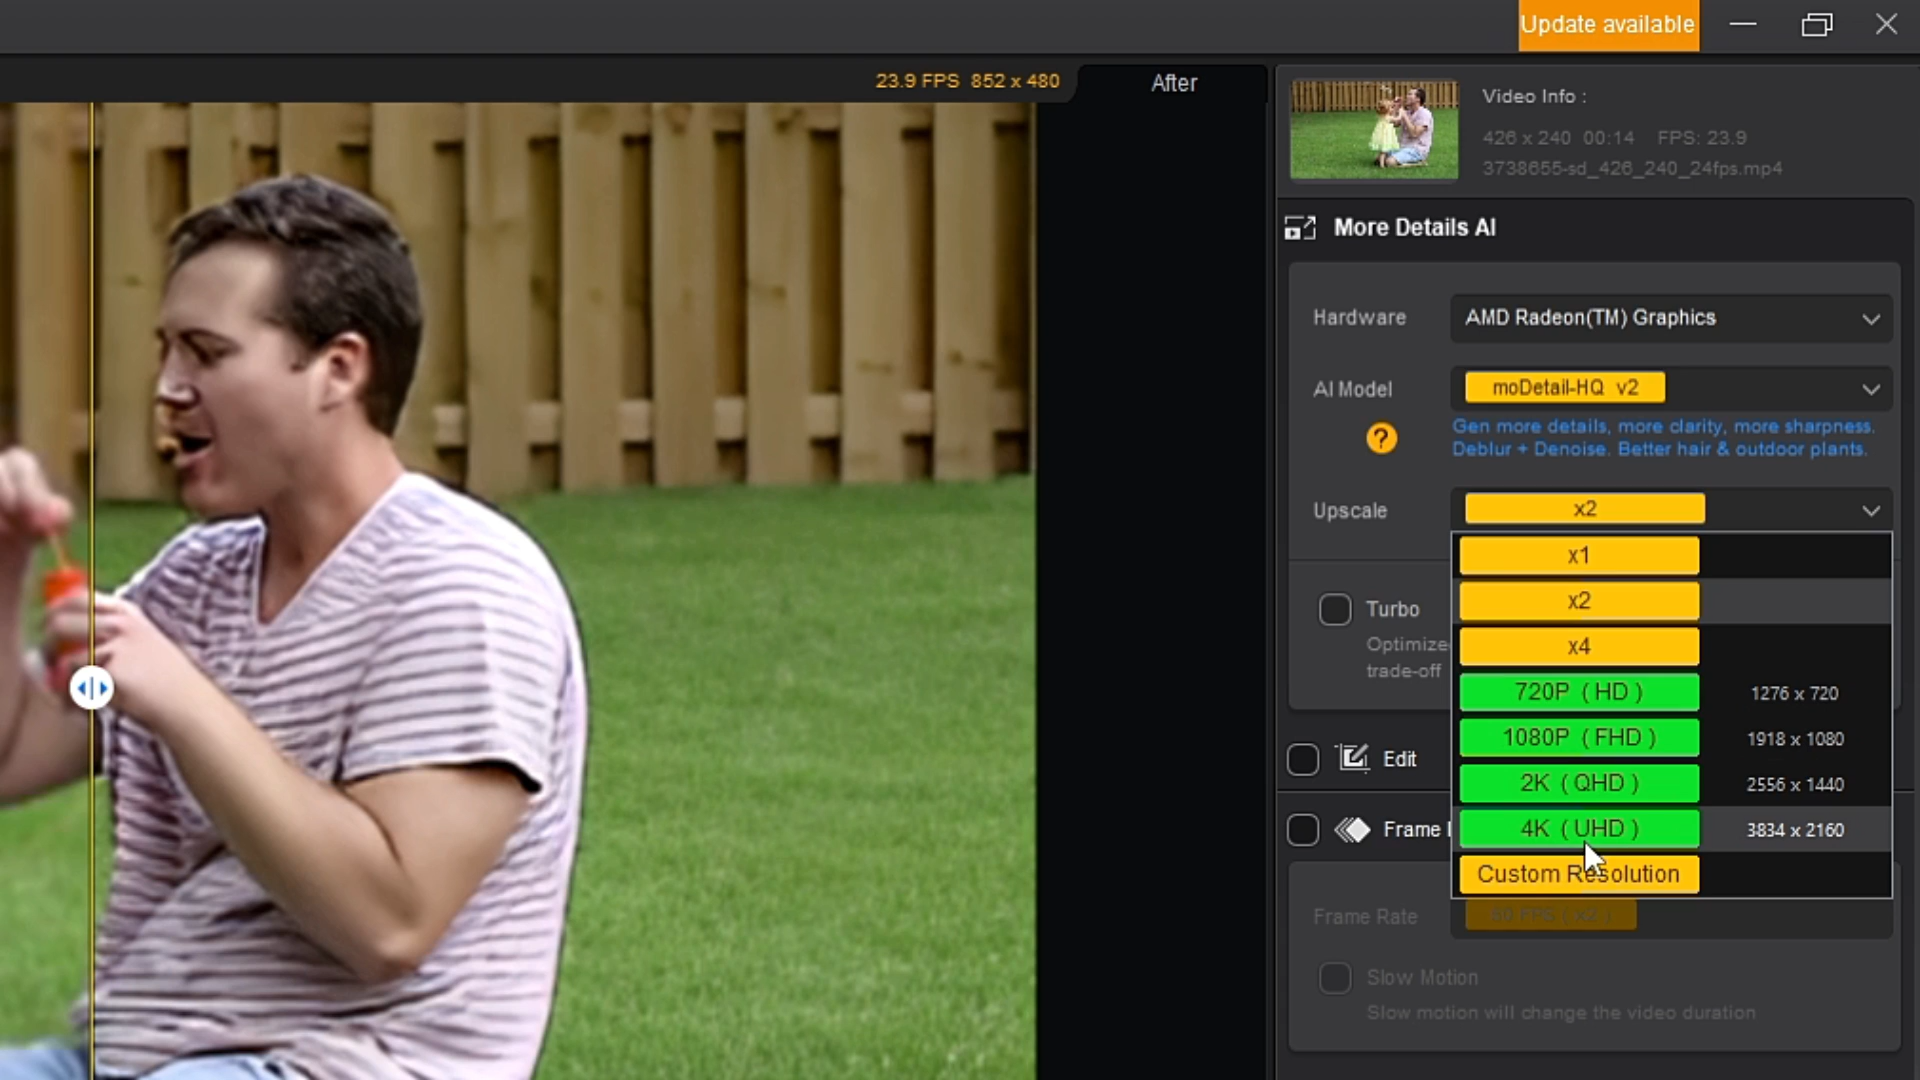 Update available
23.9 FPS 852 x 480
After
Video Info :
426 x 240 00:14 FPS: 23.9
3738655-sd_426_240_24fps.mp4
More Details AI
Hardware
AMD Radeon(TM) Graphics
AI Model
moDetail-HQ v2
?
Gen more details, more clarity, more sharpness.
Deblur + Denoise. Better hair & outdoor plants.
Upscale
x2
x1
x2
x4
720P ( HD ) 1276 x 720
1080P ( FHD ) 1918 x 1080
2K ( QHD ) 2556 x 1440
4K ( UHD ) 3834 x 2160
Custom Resolution
Turbo
Optimize
trade-off
Edit
Frame I
Frame Rate
60 FPS ( x2 )
Slow Motion
Slow motion will change the video duration